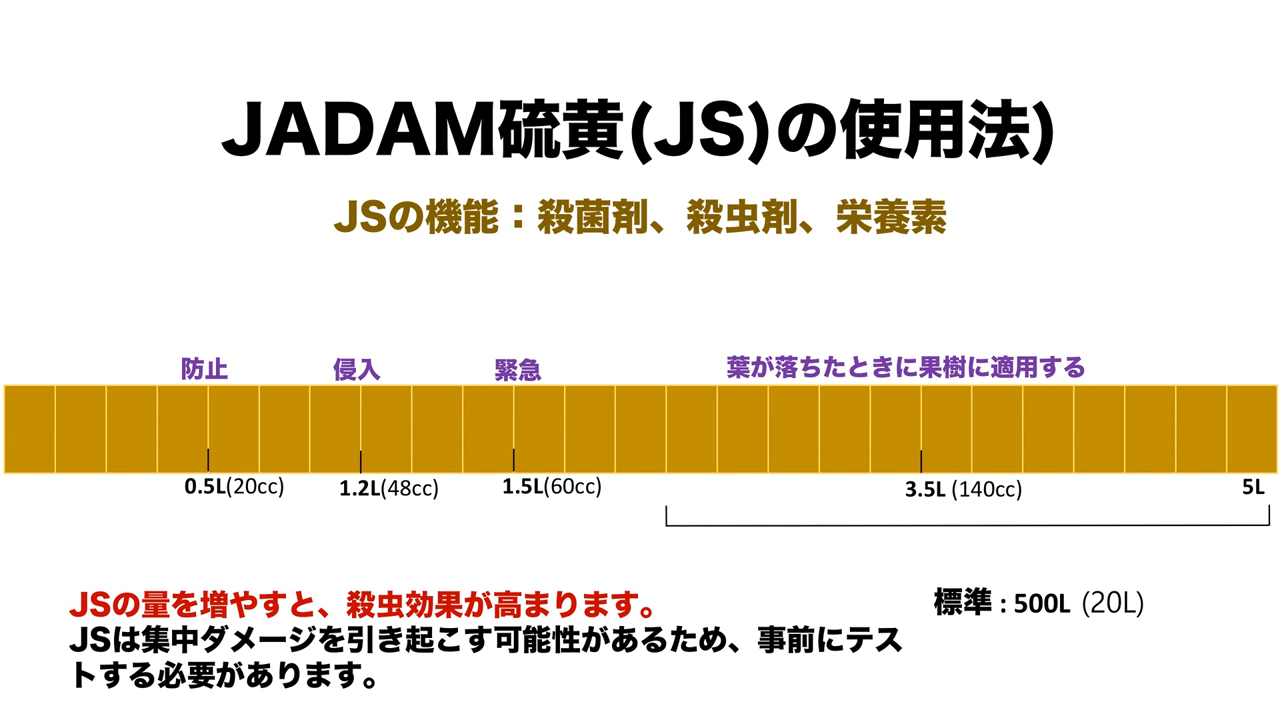 JADAM硫黄(JS)の使用法)
JSの機能：殺菌剤、殺虫剤、栄養素
防止 侵入 緊急 葉が落ちたときに果樹に適用する
0.5L(20cc) 1.2L(48cc) 1.5L(60cc) 3.5L (140cc) 5L
JSの量を増やすと、殺虫効果が高まります。
標準 : 500L (20L)
JSは集中ダメージを引き起こす可能性があるため、事前にテス
トする必要があります。